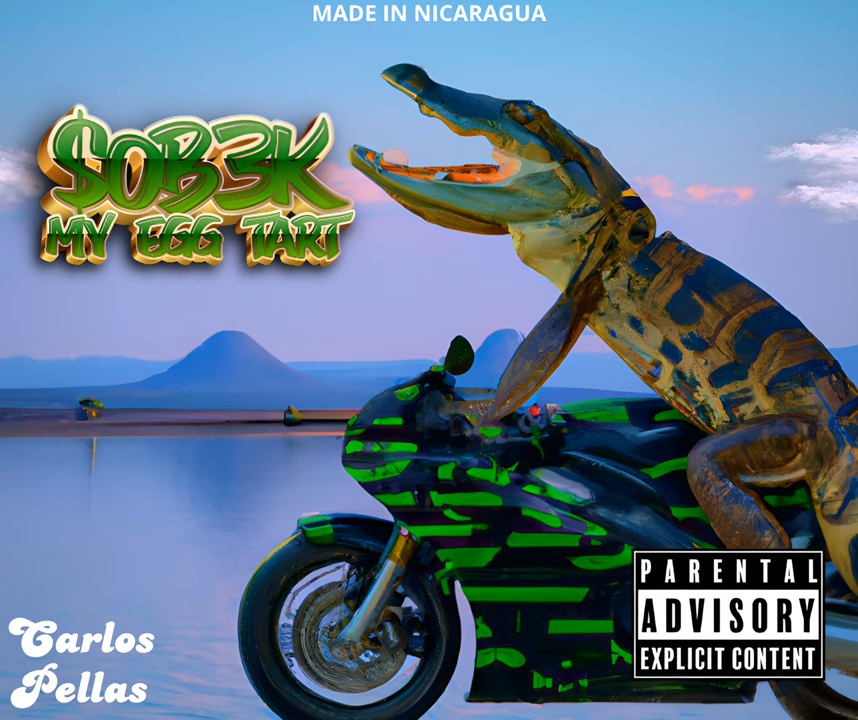 MADE IN NICARAGUA
$OB3K
MY EGG TART
Carlos
Pellas
PARENTAL
ADVISORY
EXPLICIT CONTENT